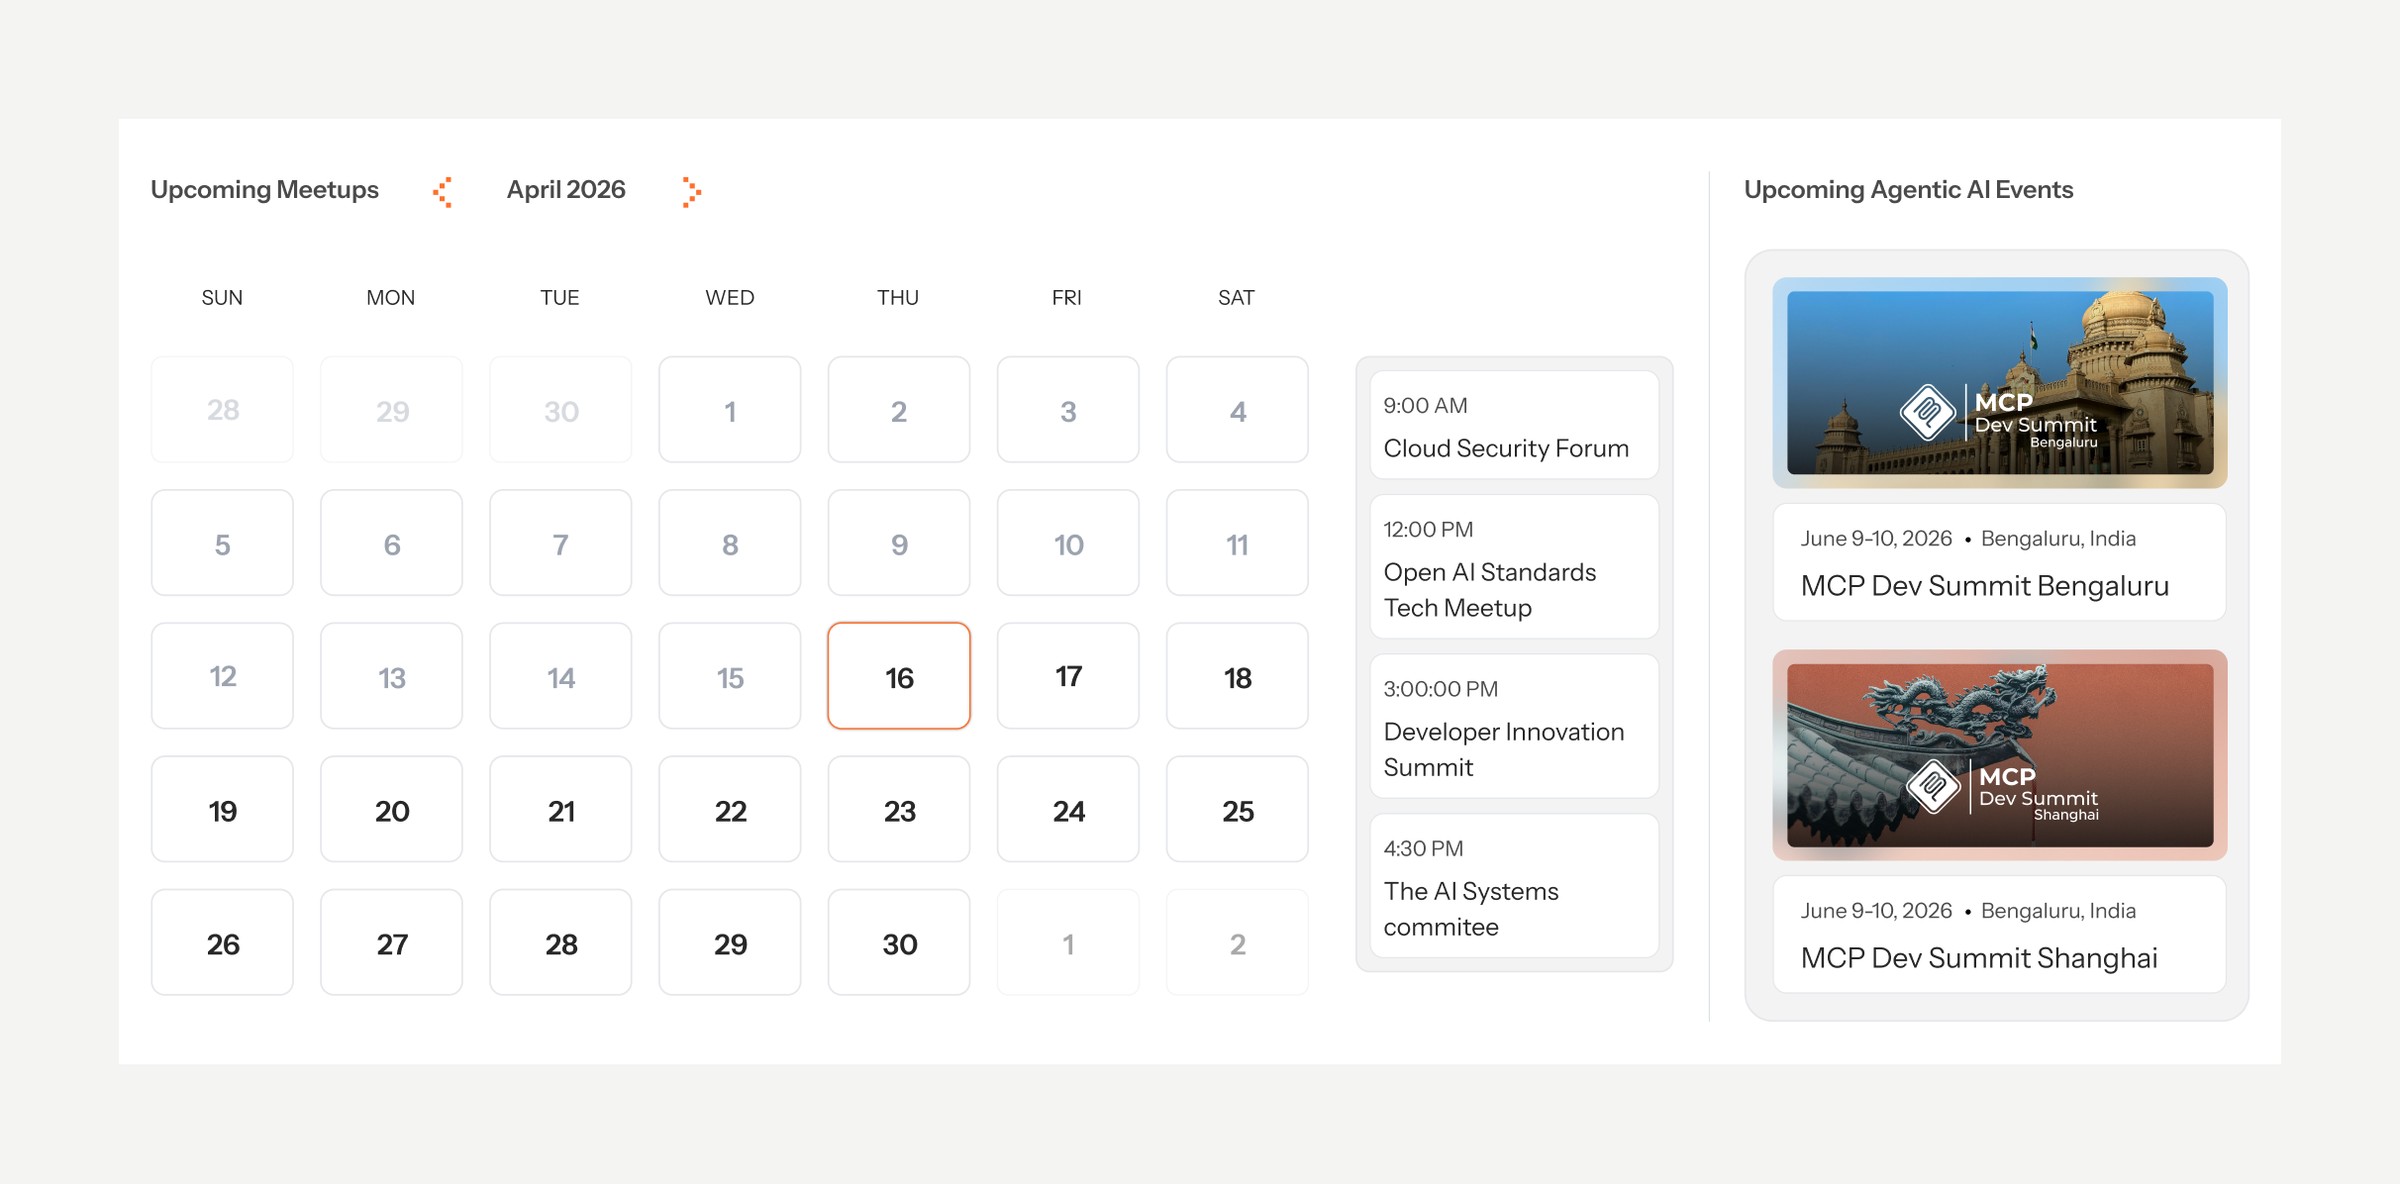 Upcoming Meetups
April 2026
SUN MON TUE WED THU FRI SAT
28 29 30 1 2 3 4
5 6 7 8 9 10 11
12 13 14 15 16 17 18
19 20 21 22 23 24 25
26 27 28 29 30 1 2
9:00 AM
Cloud Security Forum
12:00 PM
Open AI Standards
Tech Meetup
3:00:00 PM
Developer Innovation
Summit
4:30 PM
The AI Systems
commitee
Upcoming Agentic AI Events
MCP
Dev Summit
Bengaluru
June 9-10, 2026 • Bengaluru, India
MCP Dev Summit Bengaluru
MCP
Dev Summit
Shanghai
June 9-10, 2026 • Bengaluru, India
MCP Dev Summit Shanghai